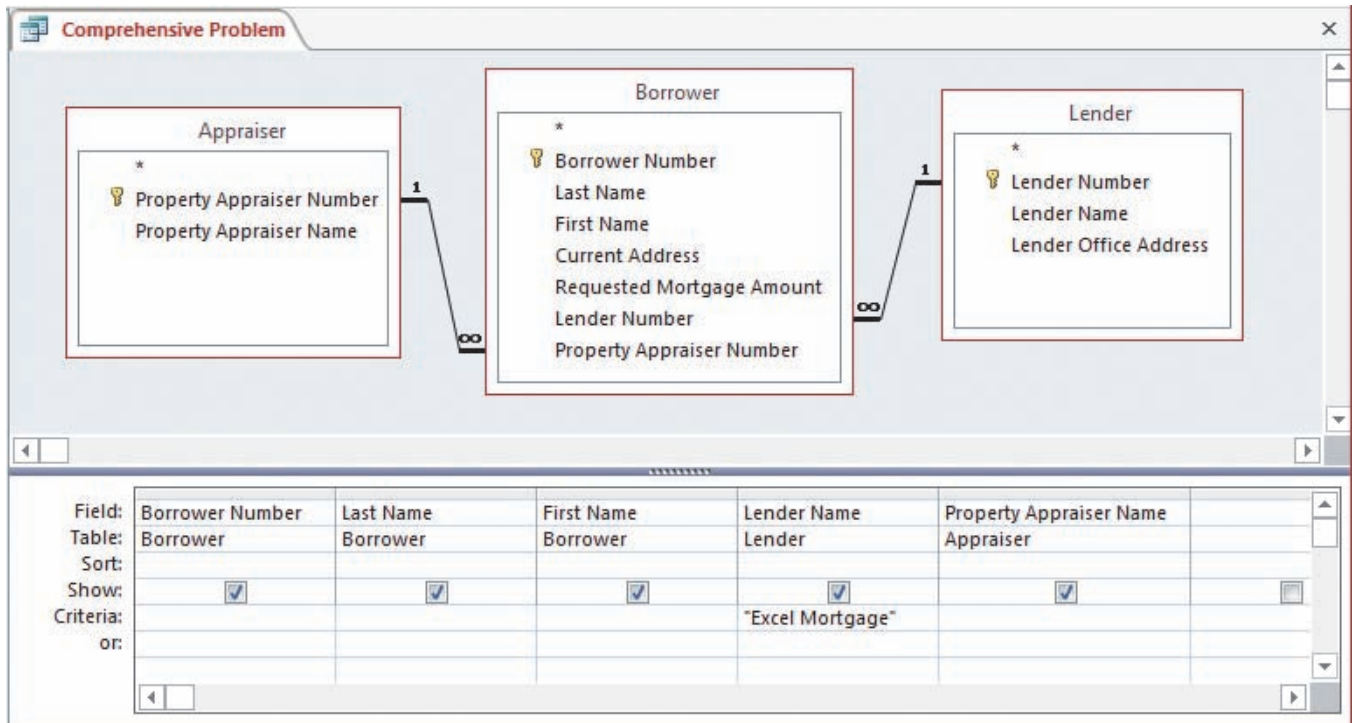 Comprehensive Problem
Appraiser
*
Property Appraiser Number
Property Appraiser Name
1
∞
Borrower
*
Borrower Number
Last Name
First Name
Current Address
Requested Mortgage Amount
Lender Number
Property Appraiser Number
1
∞
Lender
*
Lender Number
Lender Name
Lender Office Address
Field: Borrower Number Last Name First Name Lender Name Property Appraiser Name
Table: Borrower Borrower Borrower Lender Appraiser
Sort:
Show:
Criteria: "Excel Mortgage"
or: